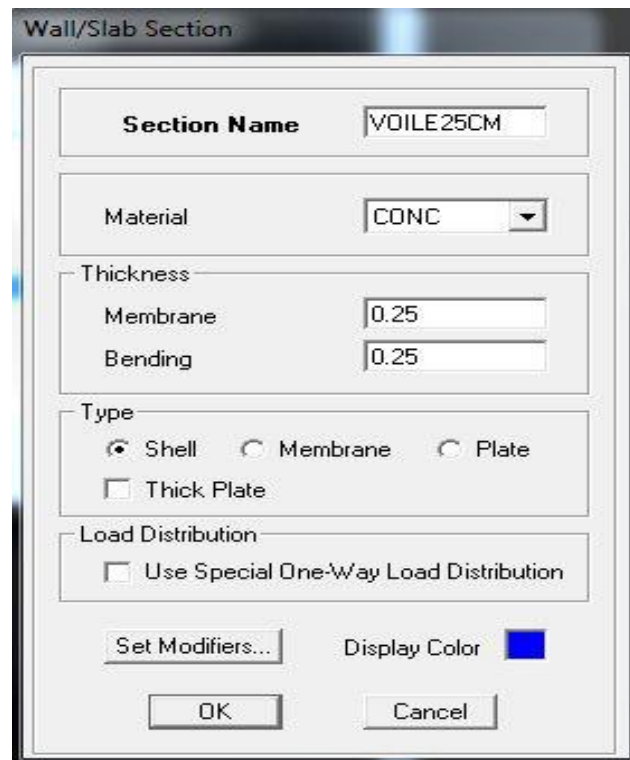 Wall/Slab Section
Section Name VOILE25CM
Material CONC
Thickness
Membrane 0.25
Bending 0.25
Type
Shell Membrane Plate
Thick Plate
Load Distribution
Use Special One-Way Load Distribution
Set Modifiers... Display Color
OK Cancel